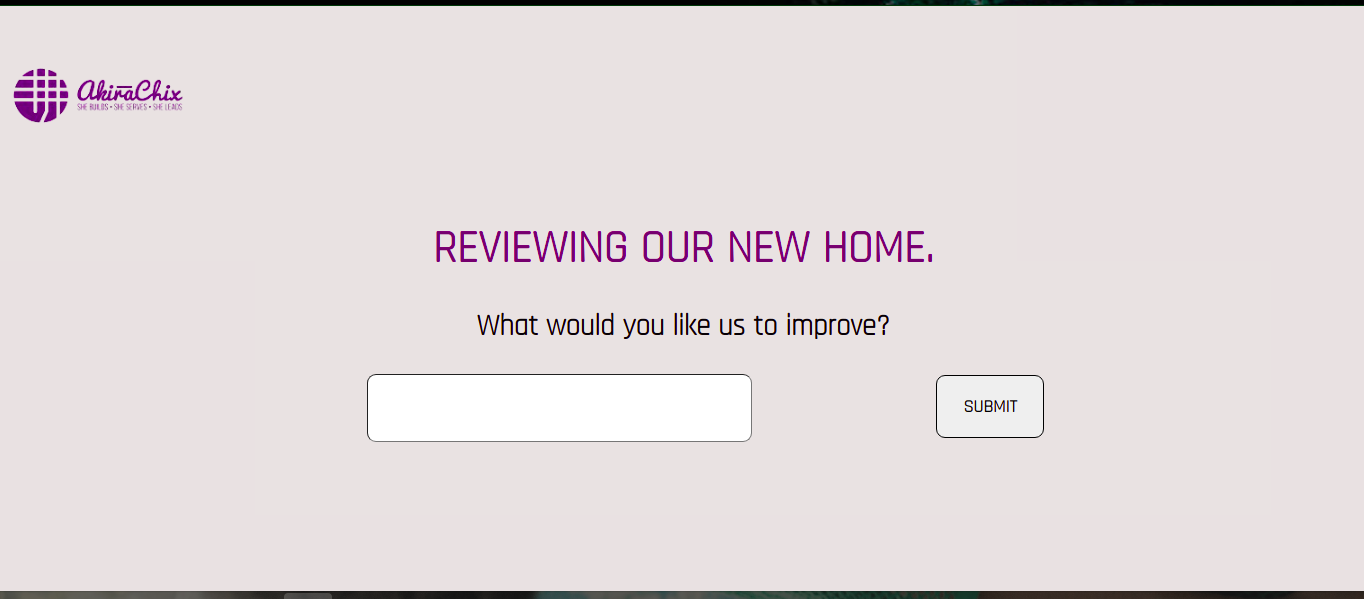 AkiraChix
SHE BUILDS • SHE SERVES • SHE LEADS
REVIEWING OUR NEW HOME.
What would you like us to improve?
SUBMIT